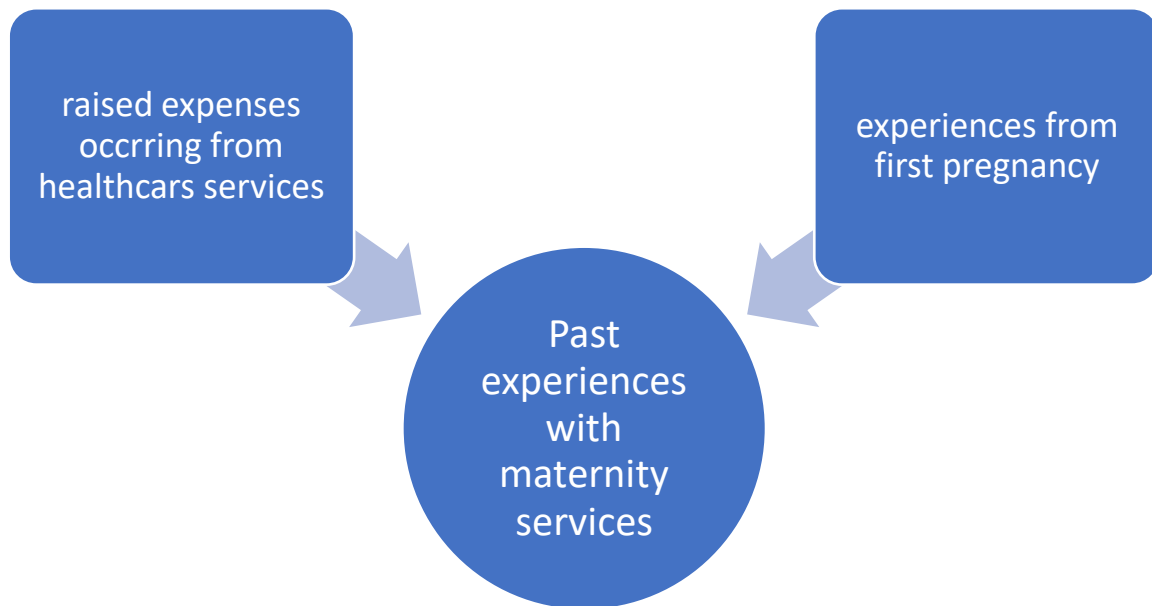 raised expenses
occrring from
healthcars services
experiences from
first pregnancy
Past
experiences
with
maternity
services